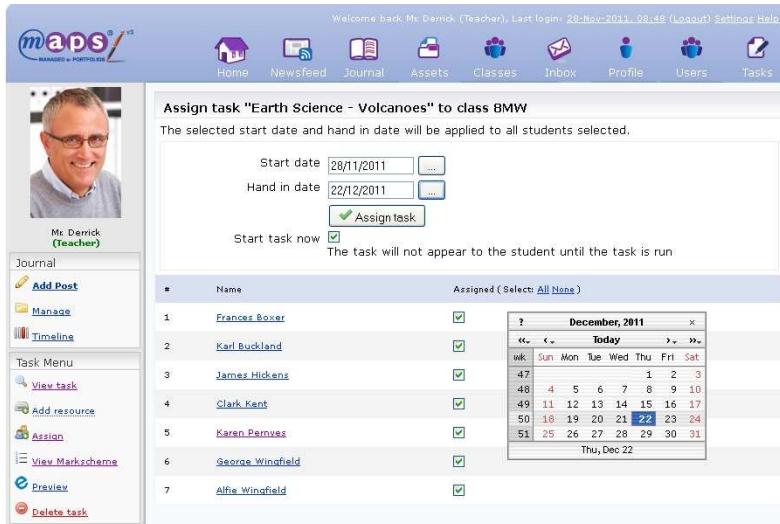 Welcome back Mr. Derrick (Teacher), Last login: 28-Nov-2011, 08:48 (Logout) Settings Help
maps v3
MANAGED e-PORTFOLIOS
Home Newsfeed Journal Assets Classes Inbox Profile Users Tasks
Mr. Derrick
(Teacher)
Journal
Add Post
Manage
Timeline
Task Menu
View task
Add resource
Assign
View Markscheme
Preview
Delete task
Assign task "Earth Science - Volcanoes" to class 8MW
The selected start date and hand in date will be applied to all students selected.
Start date 28/11/2011 ...
Hand in date 22/12/2011 ...
Assign task
Start task now
The task will not appear to the student until the task is run
# Name Assigned ( Select: All None )
1 Frances Boxer
2 Karl Buckland
3 James Hickens
4 Clark Kent
5 Karen Pernyes
6 George Wingfield
7 Alfie Wingfield
? December, 2011 ×
« ‹ Today › »
wk Sun Mon Tue Wed Thu Fri Sat
47 1 2 3
48 4 5 6 7 8 9 10
49 11 12 13 14 15 16 17
50 18 19 20 21 22 23 24
51 25 26 27 28 29 30 31
Thu, Dec 22